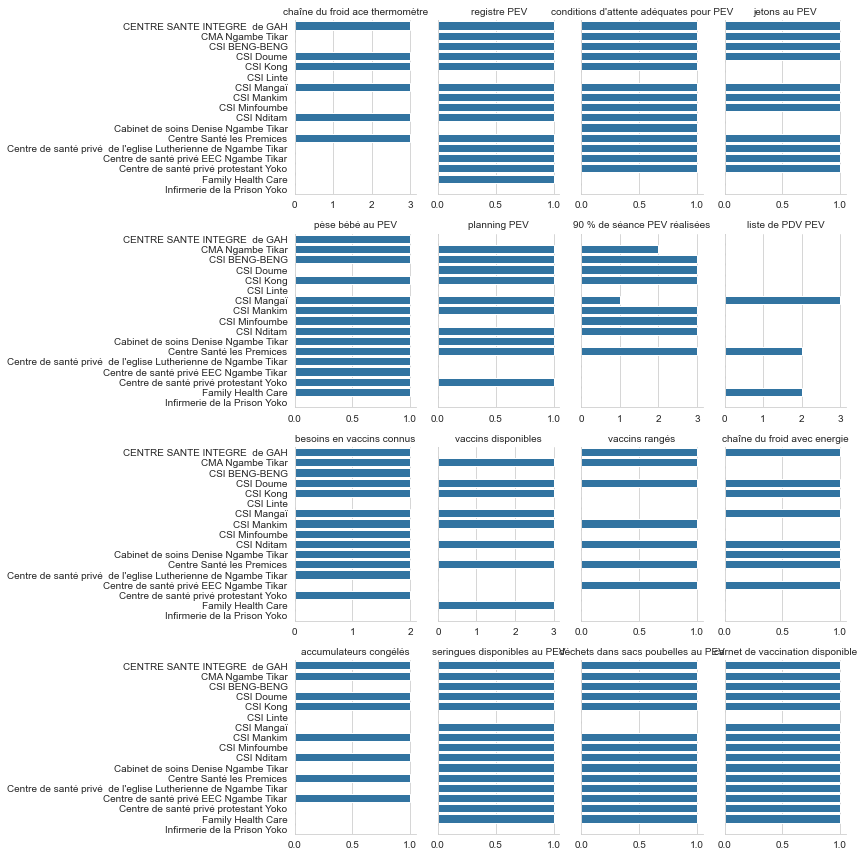 chaîne du froid ace thermomètre registre PEV conditions d'attente adéquates pour PEV jetons au PEV
CENTRE SANTE INTEGRE  de GAH
CMA Ngambe Tikar
CSI BENG-BENG
CSI Doume
CSI Kong
CSI Linte
CSI Mangaï
CSI Mankim
CSI Minfoumbe
CSI Nditam
Cabinet de soins Denise Ngambe Tikar
Centre Santé les Premices
Centre de santé privé  de l'eglise Lutherienne de Ngambe Tikar
Centre de santé privé EEC Ngambe Tikar
Centre de santé privé protestant Yoko
Family Health Care
Infirmerie de la Prison Yoko
0 1 2 3 0.0 0.5 1.0 0.0 0.5 1.0 0.0 0.5 1.0
pèse bébé au PEV planning PEV 90 % de séance PEV réalisées liste de PDV PEV
CENTRE SANTE INTEGRE  de GAH
CMA Ngambe Tikar
CSI BENG-BENG
CSI Doume
CSI Kong
CSI Linte
CSI Mangaï
CSI Mankim
CSI Minfoumbe
CSI Nditam
Cabinet de soins Denise Ngambe Tikar
Centre Santé les Premices
Centre de santé privé  de l'eglise Lutherienne de Ngambe Tikar
Centre de santé privé EEC Ngambe Tikar
Centre de santé privé protestant Yoko
Family Health Care
Infirmerie de la Prison Yoko
0.0 0.5 1.0 0.0 0.5 1.0 0 1 2 3 0 1 2 3
besoins en vaccins connus vaccins disponibles vaccins rangés chaîne du froid avec energie
CENTRE SANTE INTEGRE  de GAH
CMA Ngambe Tikar
CSI BENG-BENG
CSI Doume
CSI Kong
CSI Linte
CSI Mangaï
CSI Mankim
CSI Minfoumbe
CSI Nditam
Cabinet de soins Denise Ngambe Tikar
Centre Santé les Premices
Centre de santé privé  de l'eglise Lutherienne de Ngambe Tikar
Centre de santé privé EEC Ngambe Tikar
Centre de santé privé protestant Yoko
Family Health Care
Infirmerie de la Prison Yoko
0 1 2 0 1 2 3 0.0 0.5 1.0 0.0 0.5 1.0
accumulateurs congélés seringues disponibles au PEV déchets dans sacs poubelles au PEV carnet de vaccination disponible
CENTRE SANTE INTEGRE  de GAH
CMA Ngambe Tikar
CSI BENG-BENG
CSI Doume
CSI Kong
CSI Linte
CSI Mangaï
CSI Mankim
CSI Minfoumbe
CSI Nditam
Cabinet de soins Denise Ngambe Tikar
Centre Santé les Premices
Centre de santé privé  de l'eglise Lutherienne de Ngambe Tikar
Centre de santé privé EEC Ngambe Tikar
Centre de santé privé protestant Yoko
Family Health Care
Infirmerie de la Prison Yoko
0.0 0.5 1.0 0.0 0.5 1.0 0.0 0.5 1.0 0.0 0.5 1.0